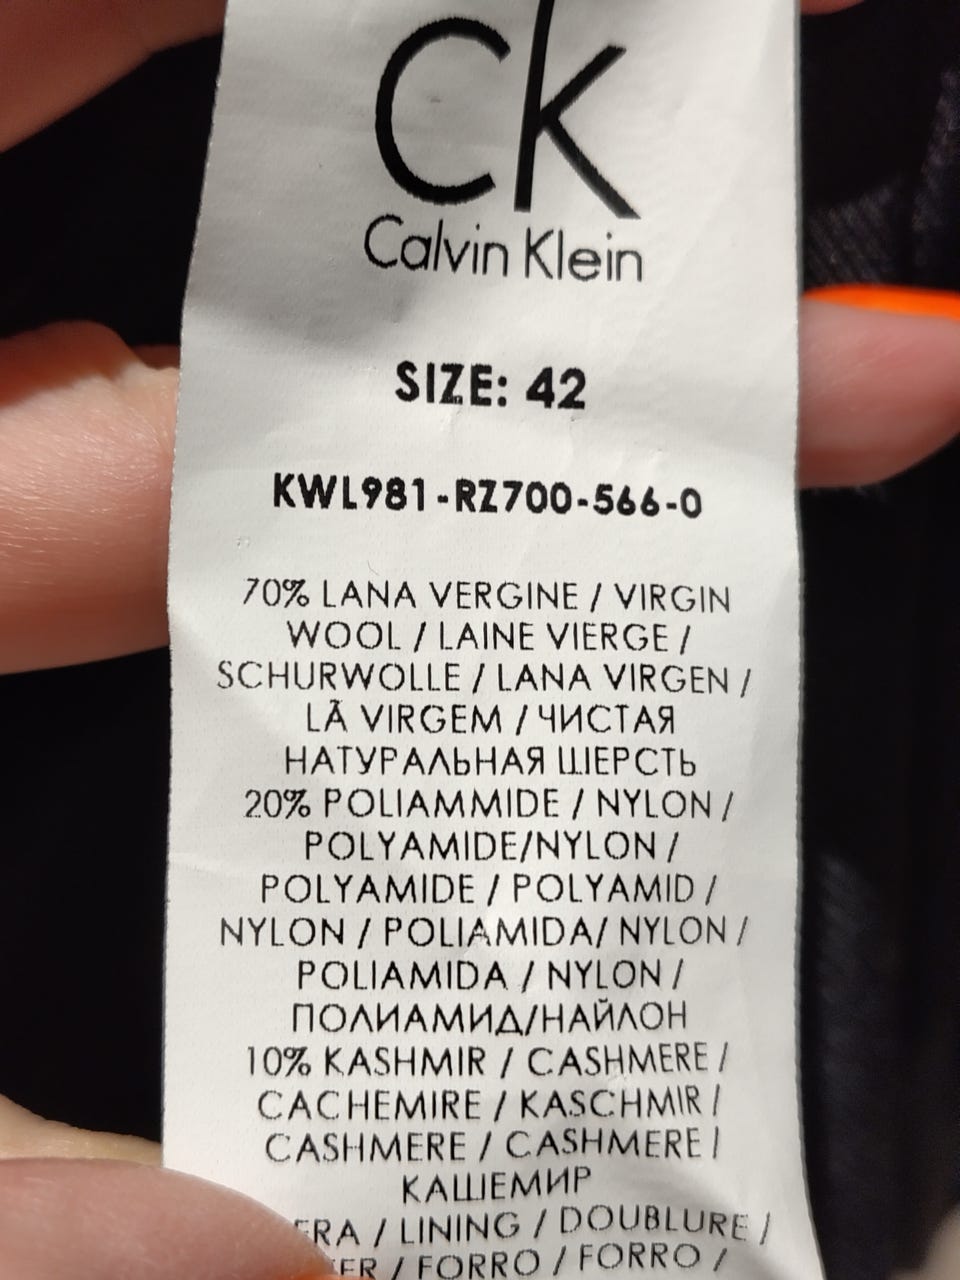 ck
Calvin Klein
SIZE: 42
KWL981-RZ700-566-0
70% LANA VERGINE / VIRGIN
WOOL / LAINE VIERGE /
SCHURWOLLE / LANA VIRGEN /
LÃ VIRGEM / ЧИСТАЯ
НАТУРАЛЬНАЯ ШЕРСТЬ
20% POLIAMMIDE / NYLON /
POLYAMIDE/NYLON /
POLYAMIDE / POLYAMID /
NYLON / POLIAMIDA/ NYLON /
POLIAMIDA / NYLON /
ПОЛИАМИД/НАЙЛОН
10% KASHMIR / CASHMERE /
CACHEMIRE / KASCHMIR /
CASHMERE / CASHMERE /
КАШЕМИР
/ LINING / DOUBLURE /
/ FORRO / FORRO /